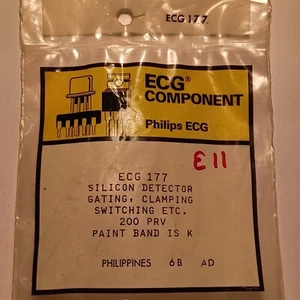 ECG 177
ECG®
COMPONENT
Philips ECG
E11
ECG 177
SILICON DETECTOR
GATING, CLAMPING
SWITCHING ETC.
200 PRV
PAINT BAND IS K
PHILIPPINES 6B AD